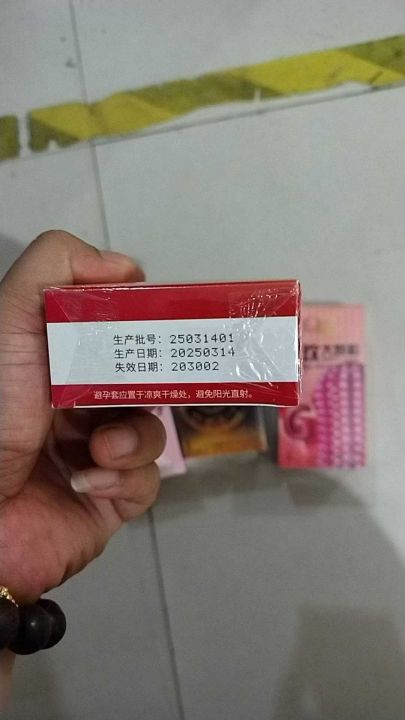 生产批号: 25031401
生产日期: 20250314
失效日期: 203002
避孕套应置于凉爽干燥处，避免阳光直射。
G